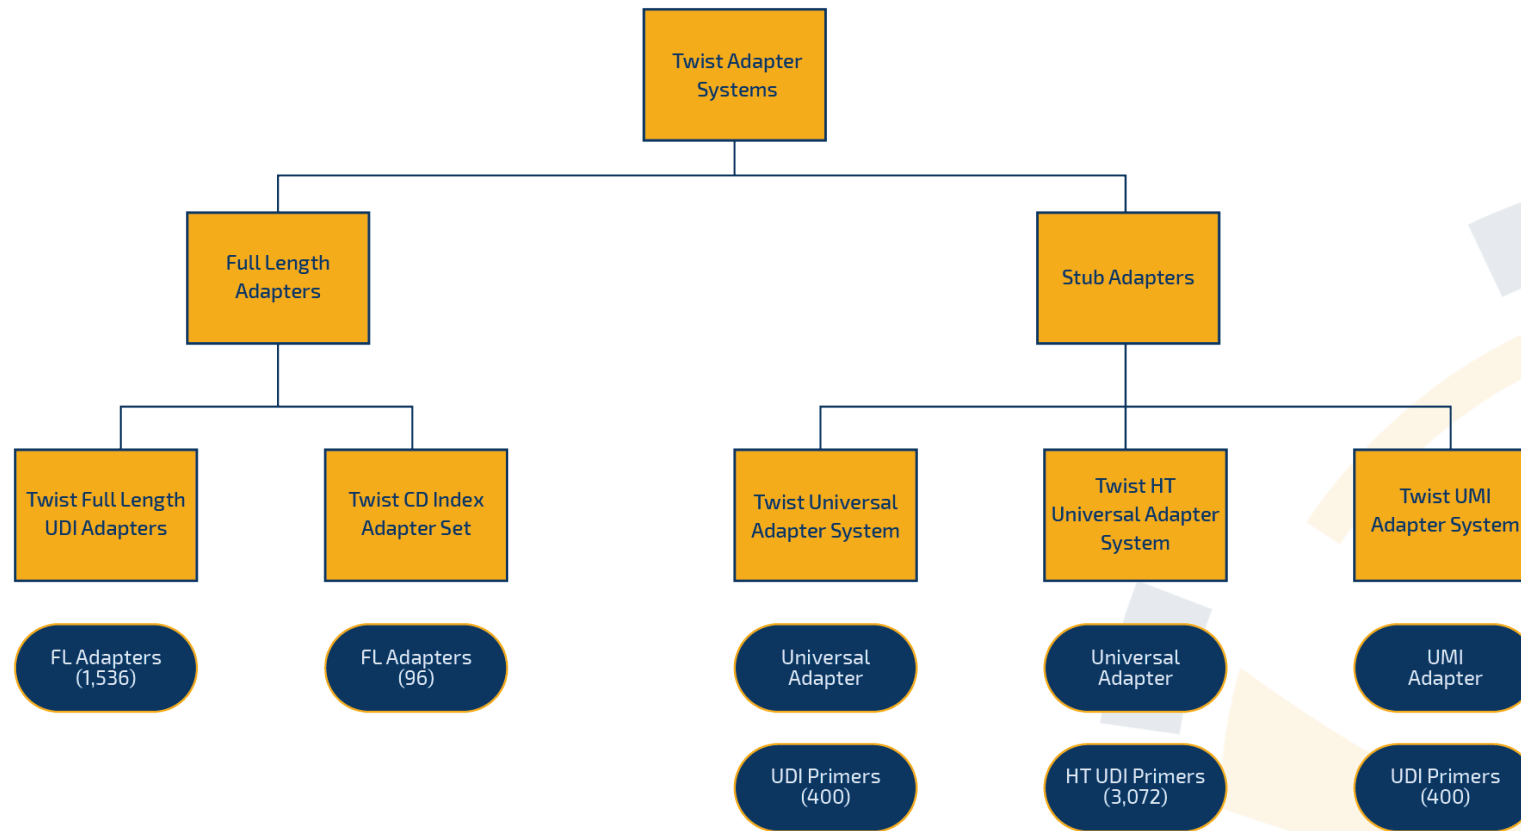 Twist Adapter
Systems
Full Length
Adapters
Stub Adapters
Twist Full Length
UDI Adapters
Twist CD Index
Adapter Set
Twist Universal
Adapter System
Twist HT
Universal Adapter
System
Twist UMI
Adapter System
FL Adapters
(1,536)
FL Adapters
(96)
Universal
Adapter
Universal
Adapter
UMI
Adapter
UDI Primers
(400)
HT UDI Primers
(3,072)
UDI Primers
(400)